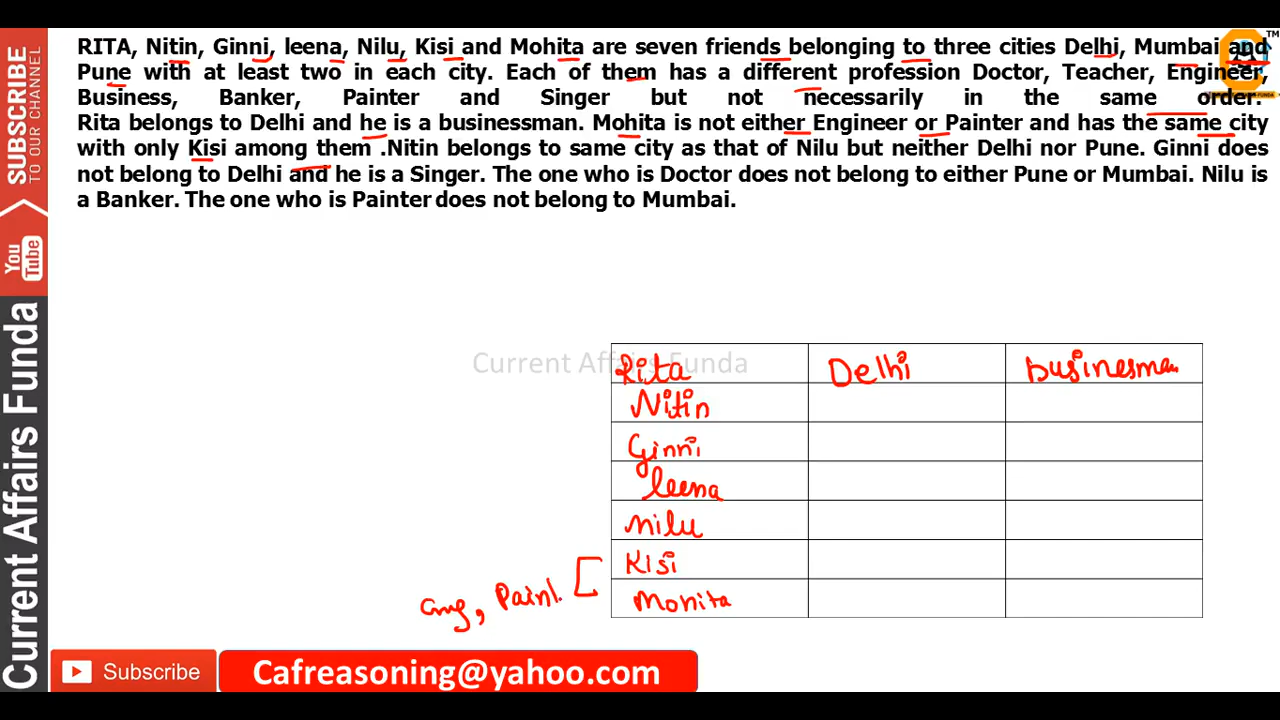 RITA, Nitin, Ginni, leena, Nilu, Kisi and Mohita are seven friends belonging to three cities Delhi, Mumbai and
Pune with at least two in each city. Each of them has a different profession Doctor, Teacher, Engineer,
Business, Banker, Painter and Singer but not necessarily in the same order.
Rita belongs to Delhi and he is a businessman. Mohita is not either Engineer or Painter and has the same city
with only Kisi among them .Nitin belongs to same city as that of Nilu but neither Delhi nor Pune. Ginni does
not belong to Delhi and he is a Singer. The one who is Doctor does not belong to either Pune or Mumbai. Nilu is
a Banker. The one who is Painter does not belong to Mumbai.
TM
SUBSCRIBE
TO OUR CHANNEL
You
Tube
Current Affairs Funda
Current Affairs Funda
Rita Delhi businesman
Nitin
Ginni
leena
nilu
Kisi
Monita
eng, Paint.
Subscribe
Cafreasoning@yahoo.com